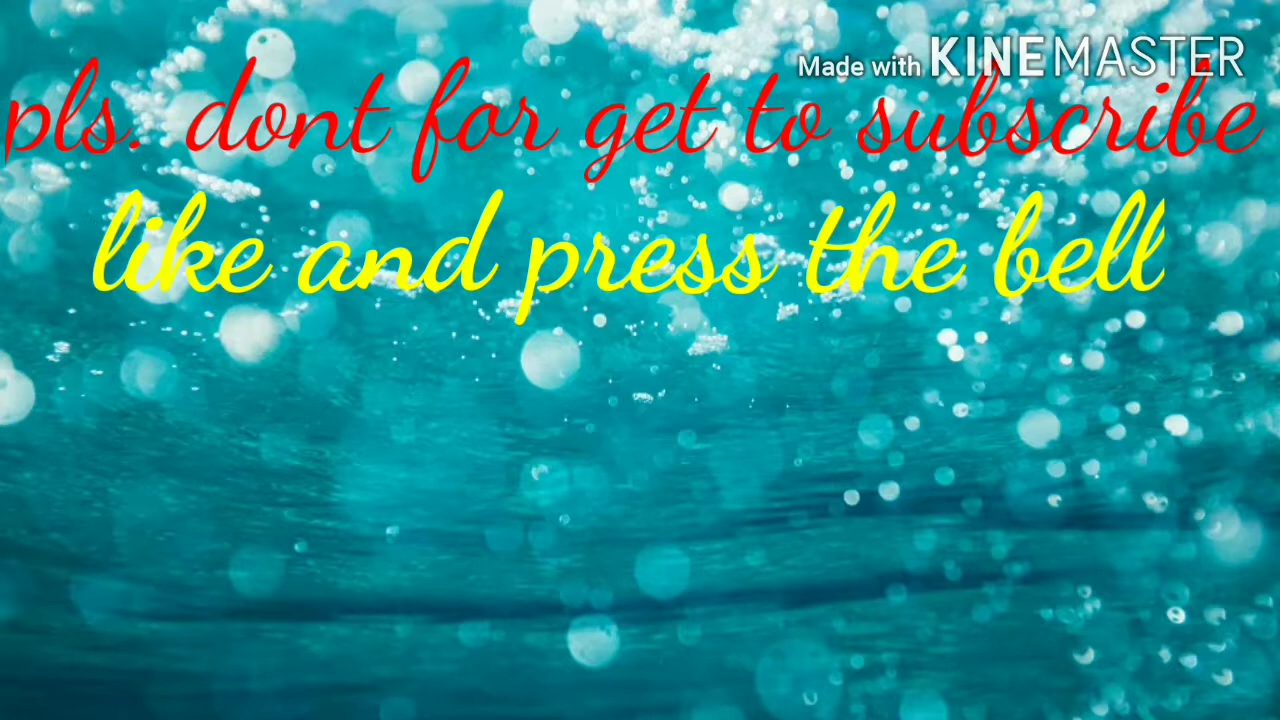 Made with KINEMASTER
pls. dont for get to subscribe
like and press the bell